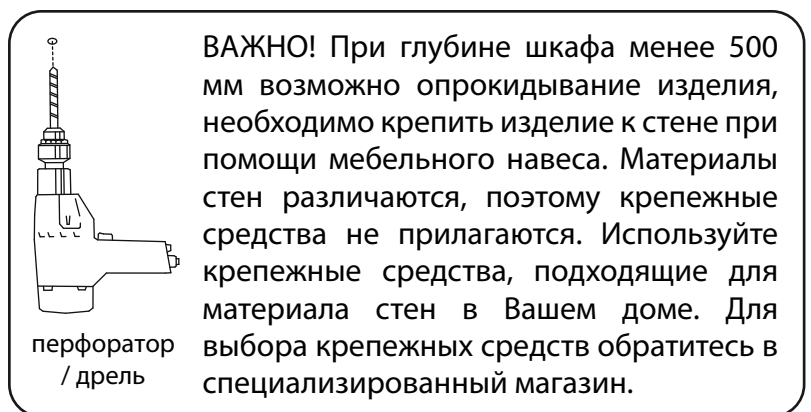 ВАЖНО! При глубине шкафа менее 500
мм возможно опрокидывание изделия,
необходимо крепить изделие к стене при
помощи мебельного навеса. Материалы
стен различаются, поэтому крепежные
средства не прилагаются. Используйте
крепежные средства, подходящие для
материала стен в Вашем доме. Для
выбора крепежных средств обратитесь в
специализированный магазин.
перфоратор
/ дрель